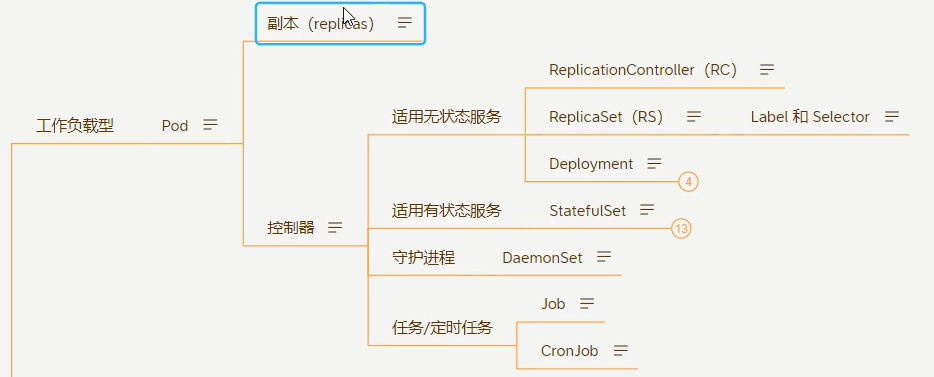 副本（replicas）
ReplicationController（RC）
适用无状态服务
ReplicaSet（RS）
Label 和 Selector
工作负载型
Pod
Deployment
4
适用有状态服务
StatefulSet
控制器
13
守护进程
DaemonSet
Job
任务/定时任务
CronJob